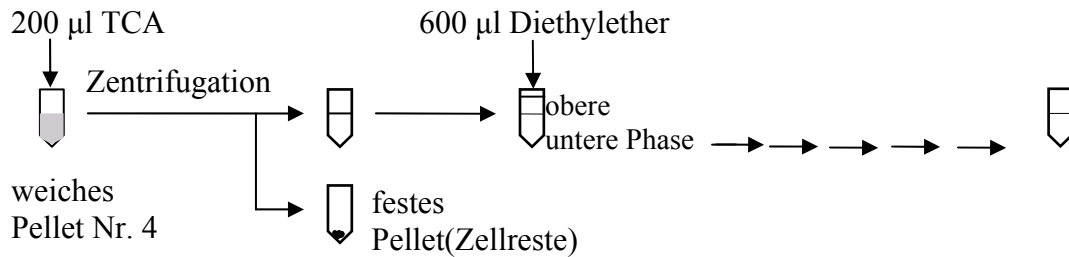 200 µl TCA
600 µl Diethylether
Zentrifugation
obere
untere Phase
weiches
Pellet Nr. 4
festes
Pellet(Zellreste)